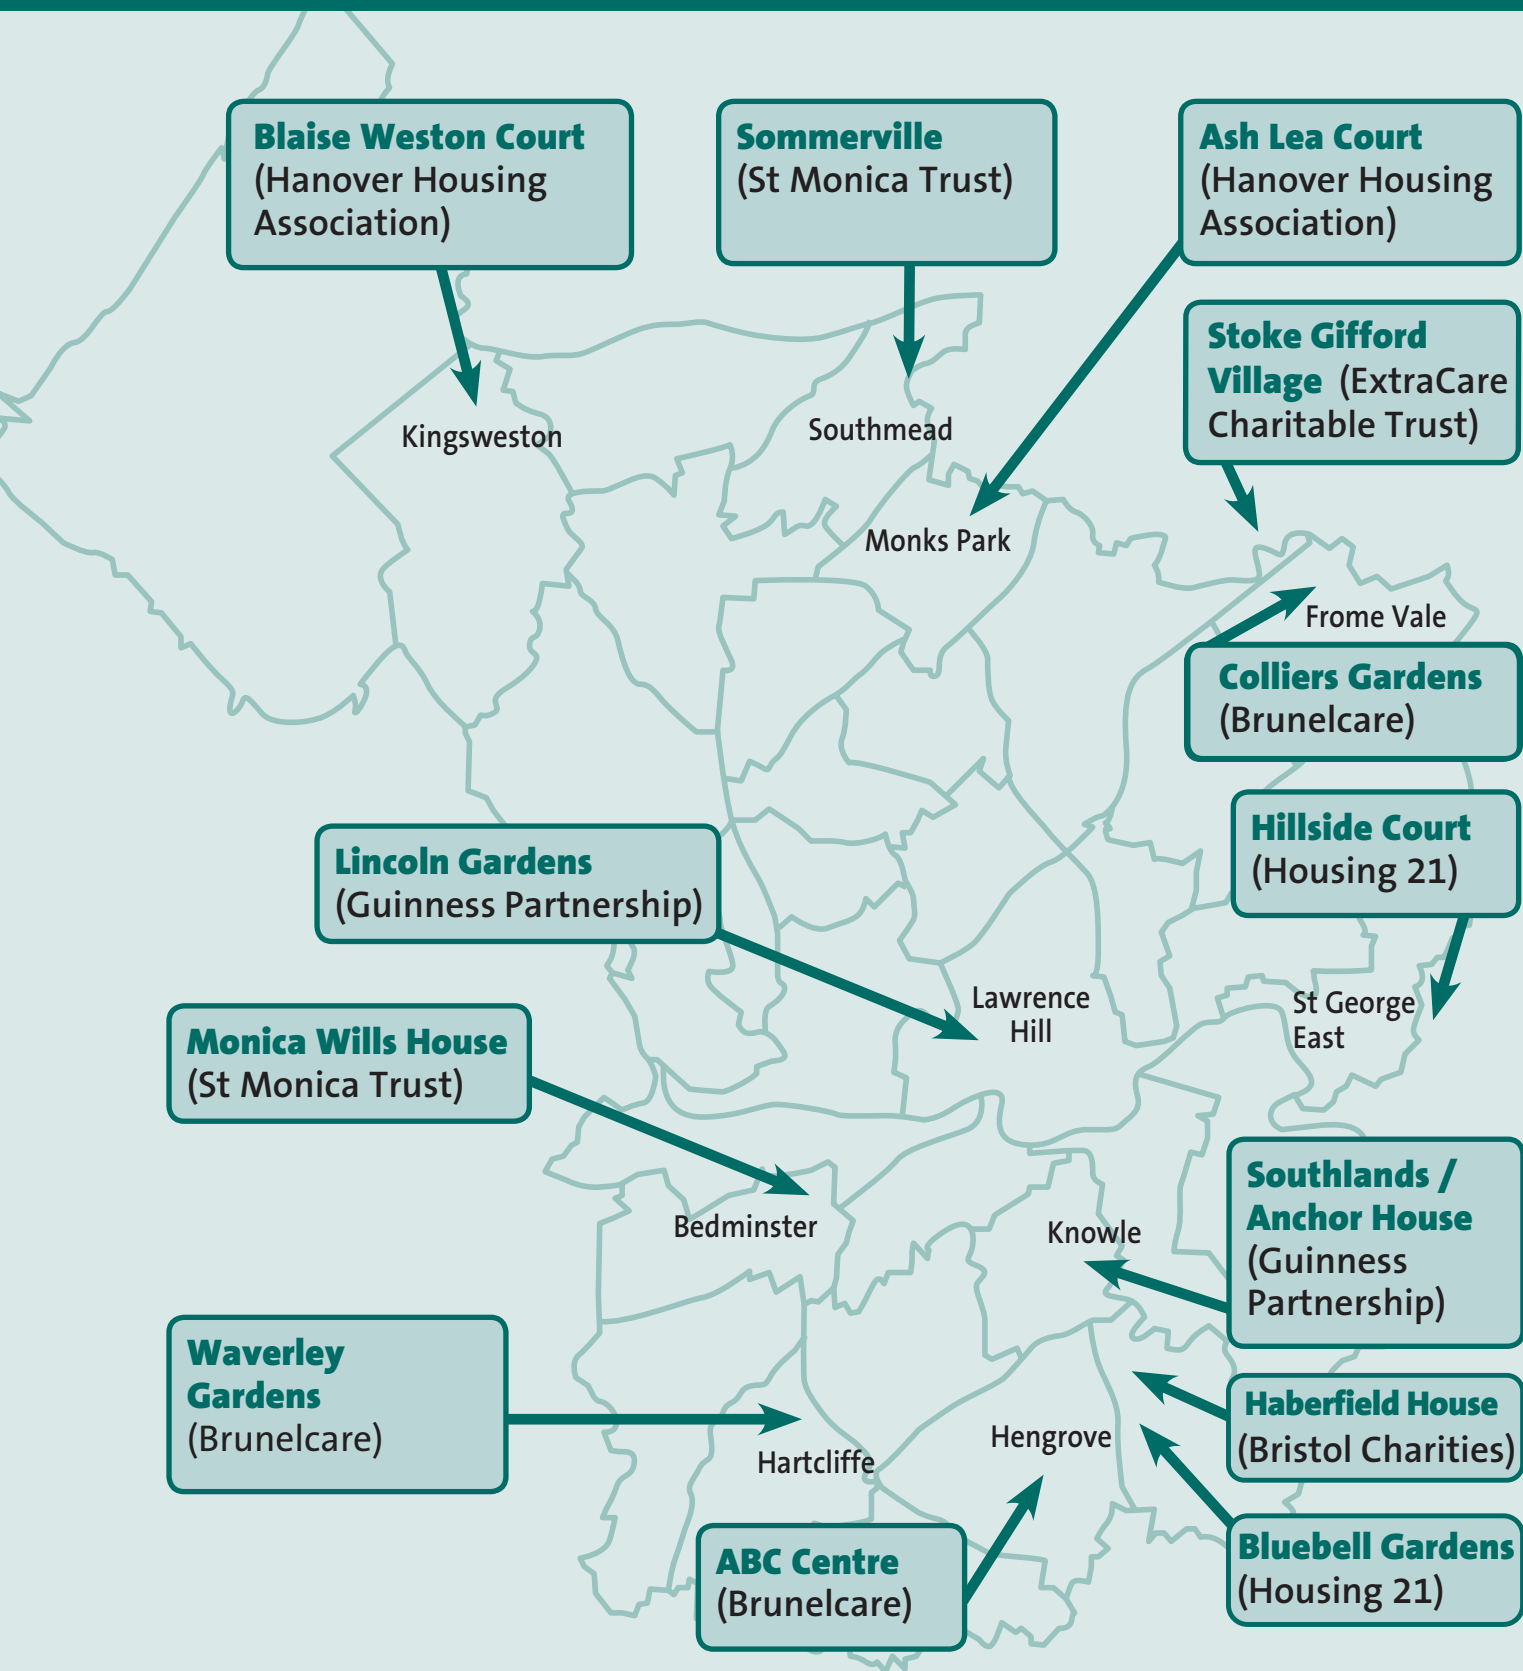 Blaise Weston Court
(Hanover Housing
Association)
Sommerville
(St Monica Trust)
Ash Lea Court
(Hanover Housing
Association)
Stoke Gifford
Village (ExtraCare
Charitable Trust)
Kingsweston
Southmead
Monks Park
Frome Vale
Colliers Gardens
(Brunelcare)
Hillside Court
(Housing 21)
Lincoln Gardens
(Guinness Partnership)
Lawrence
Hill
St George
East
Monica Wills House
(St Monica Trust)
Southlands /
Anchor House
(Guinness
Partnership)
Bedminster
Knowle
Waverley
Gardens
(Brunelcare)
Haberfield House
(Bristol Charities)
Hengrove
Hartcliffe
ABC Centre
(Brunelcare)
Bluebell Gardens
(Housing 21)